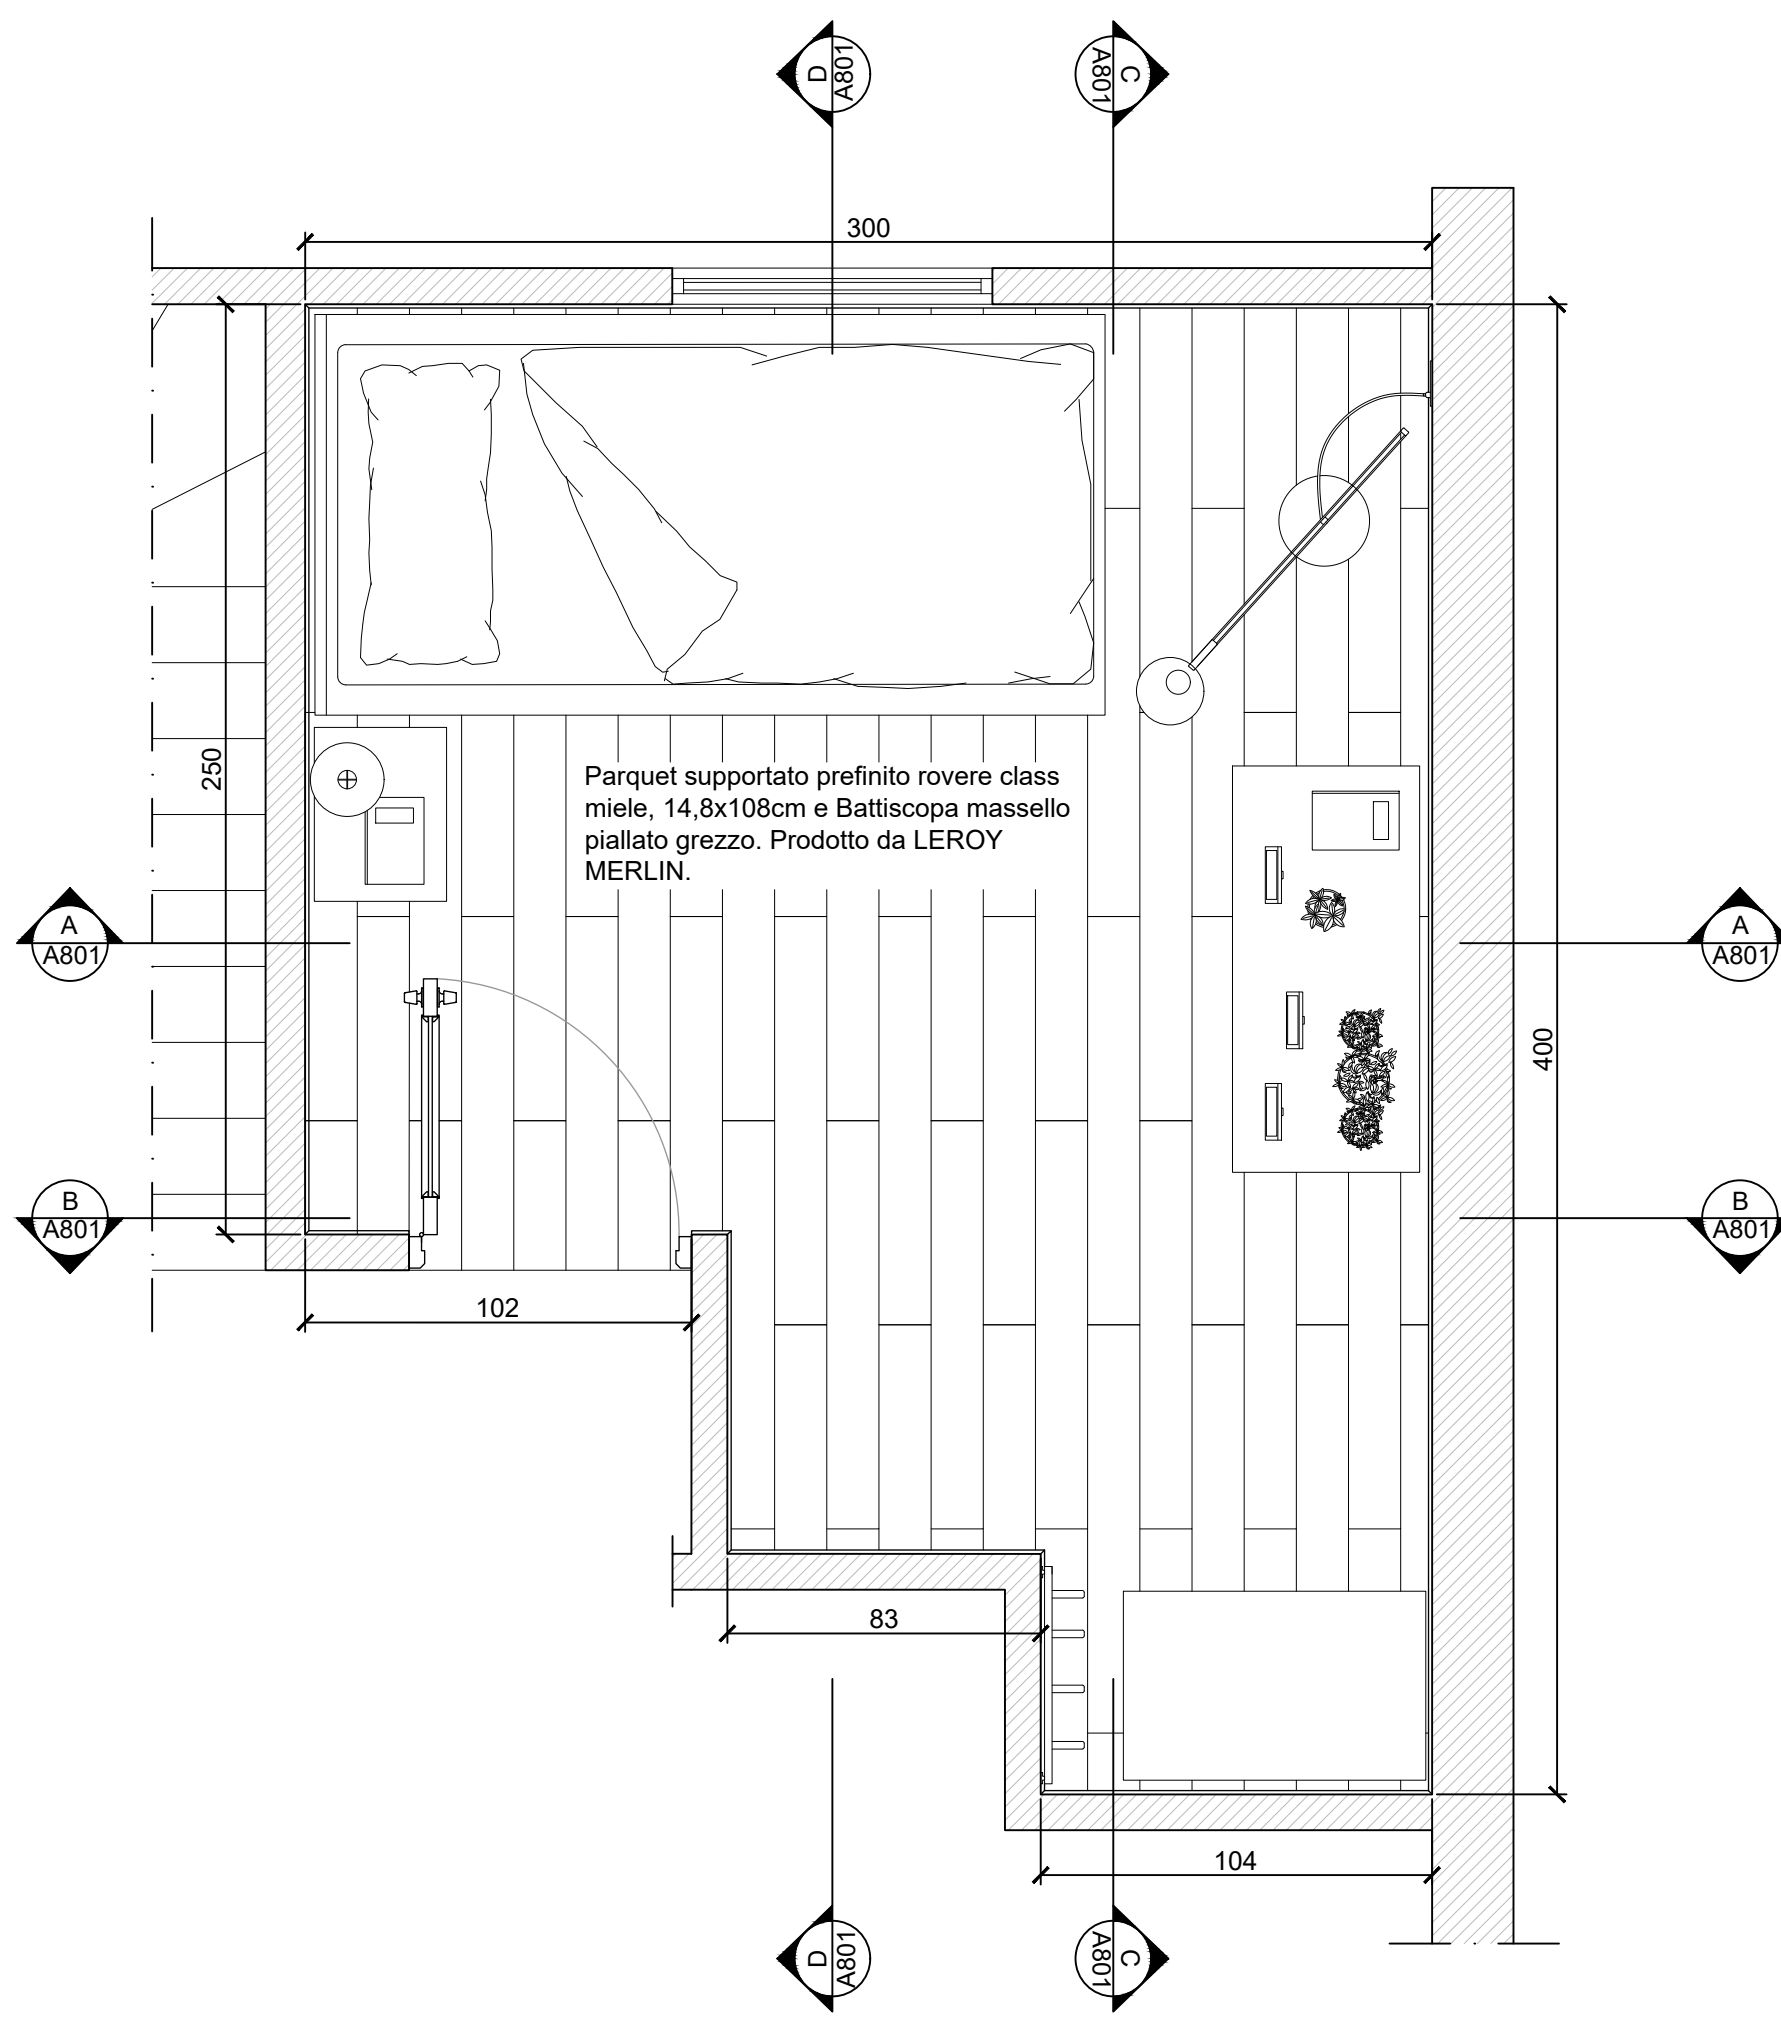 D
A801
C
A801
300
250
Parquet supportato prefinito rovere class
miele, 14,8x108cm e Battiscopa massello
piallato grezzo. Prodotto da LEROY
MERLIN.
A
A801
A
A801
400
B
A801
B
A801
102
83
104
D
A801
C
A801